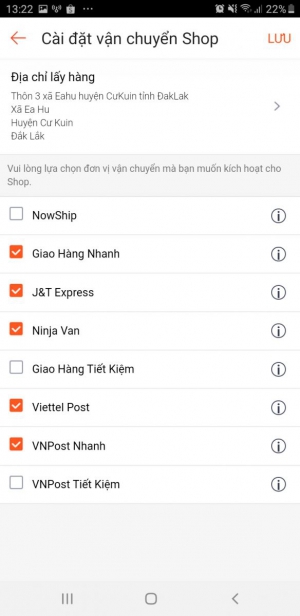 13:22
22%
Cài đặt vận chuyển Shop
LƯU
Địa chỉ lấy hàng
Thôn 3 xã Eahu huyện CưKuin tỉnh ĐakLak
Xã Ea Hu
Huyện Cư Kuin
Đắk Lắk
Vui lòng lựa chọn đơn vị vận chuyển mà bạn muốn kích hoạt cho
Shop.
NowShip
Giao Hàng Nhanh
J&T Express
Ninja Van
Giao Hàng Tiết Kiệm
Viettel Post
VNPost Nhanh
VNPost Tiết Kiệm